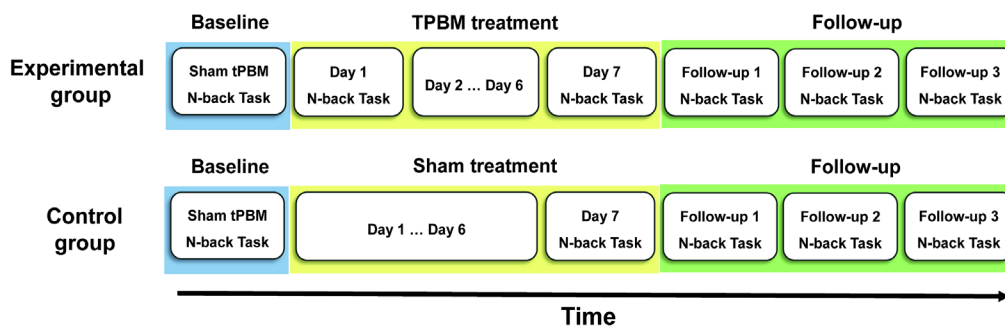 Baseline
TPBM treatment
Follow-up
Experimental
group
Sham tPBM
N-back Task
Day 1
N-back Task
Day 2 ... Day 6
Day 7
N-back Task
Follow-up 1
N-back Task
Follow-up 2
N-back Task
Follow-up 3
N-back Task
Baseline
Sham treatment
Follow-up
Control
group
Sham tPBM
N-back Task
Day 1 ... Day 6
Day 7
N-back Task
Follow-up 1
N-back Task
Follow-up 2
N-back Task
Follow-up 3
N-back Task
Time